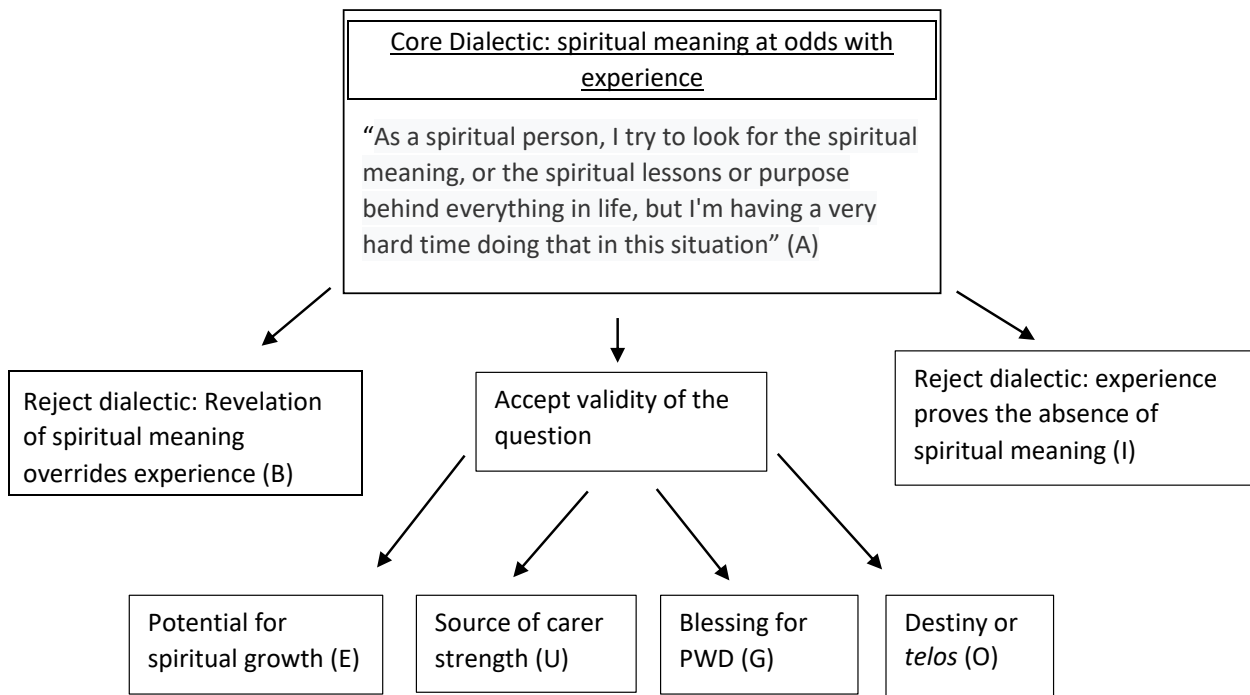 Core Dialectic: spiritual meaning at odds with
experience
“As a spiritual person, I try to look for the spiritual
meaning, or the spiritual lessons or purpose
behind everything in life, but I'm having a very
hard time doing that in this situation” (A)
Reject dialectic: Revelation
of spiritual meaning
overrides experience (B)
Accept validity of the
question
Reject dialectic: experience
proves the absence of
spiritual meaning (I)
Potential for
spiritual growth (E)
Source of carer
strength (U)
Blessing for
PWD (G)
Destiny or
telos (O)